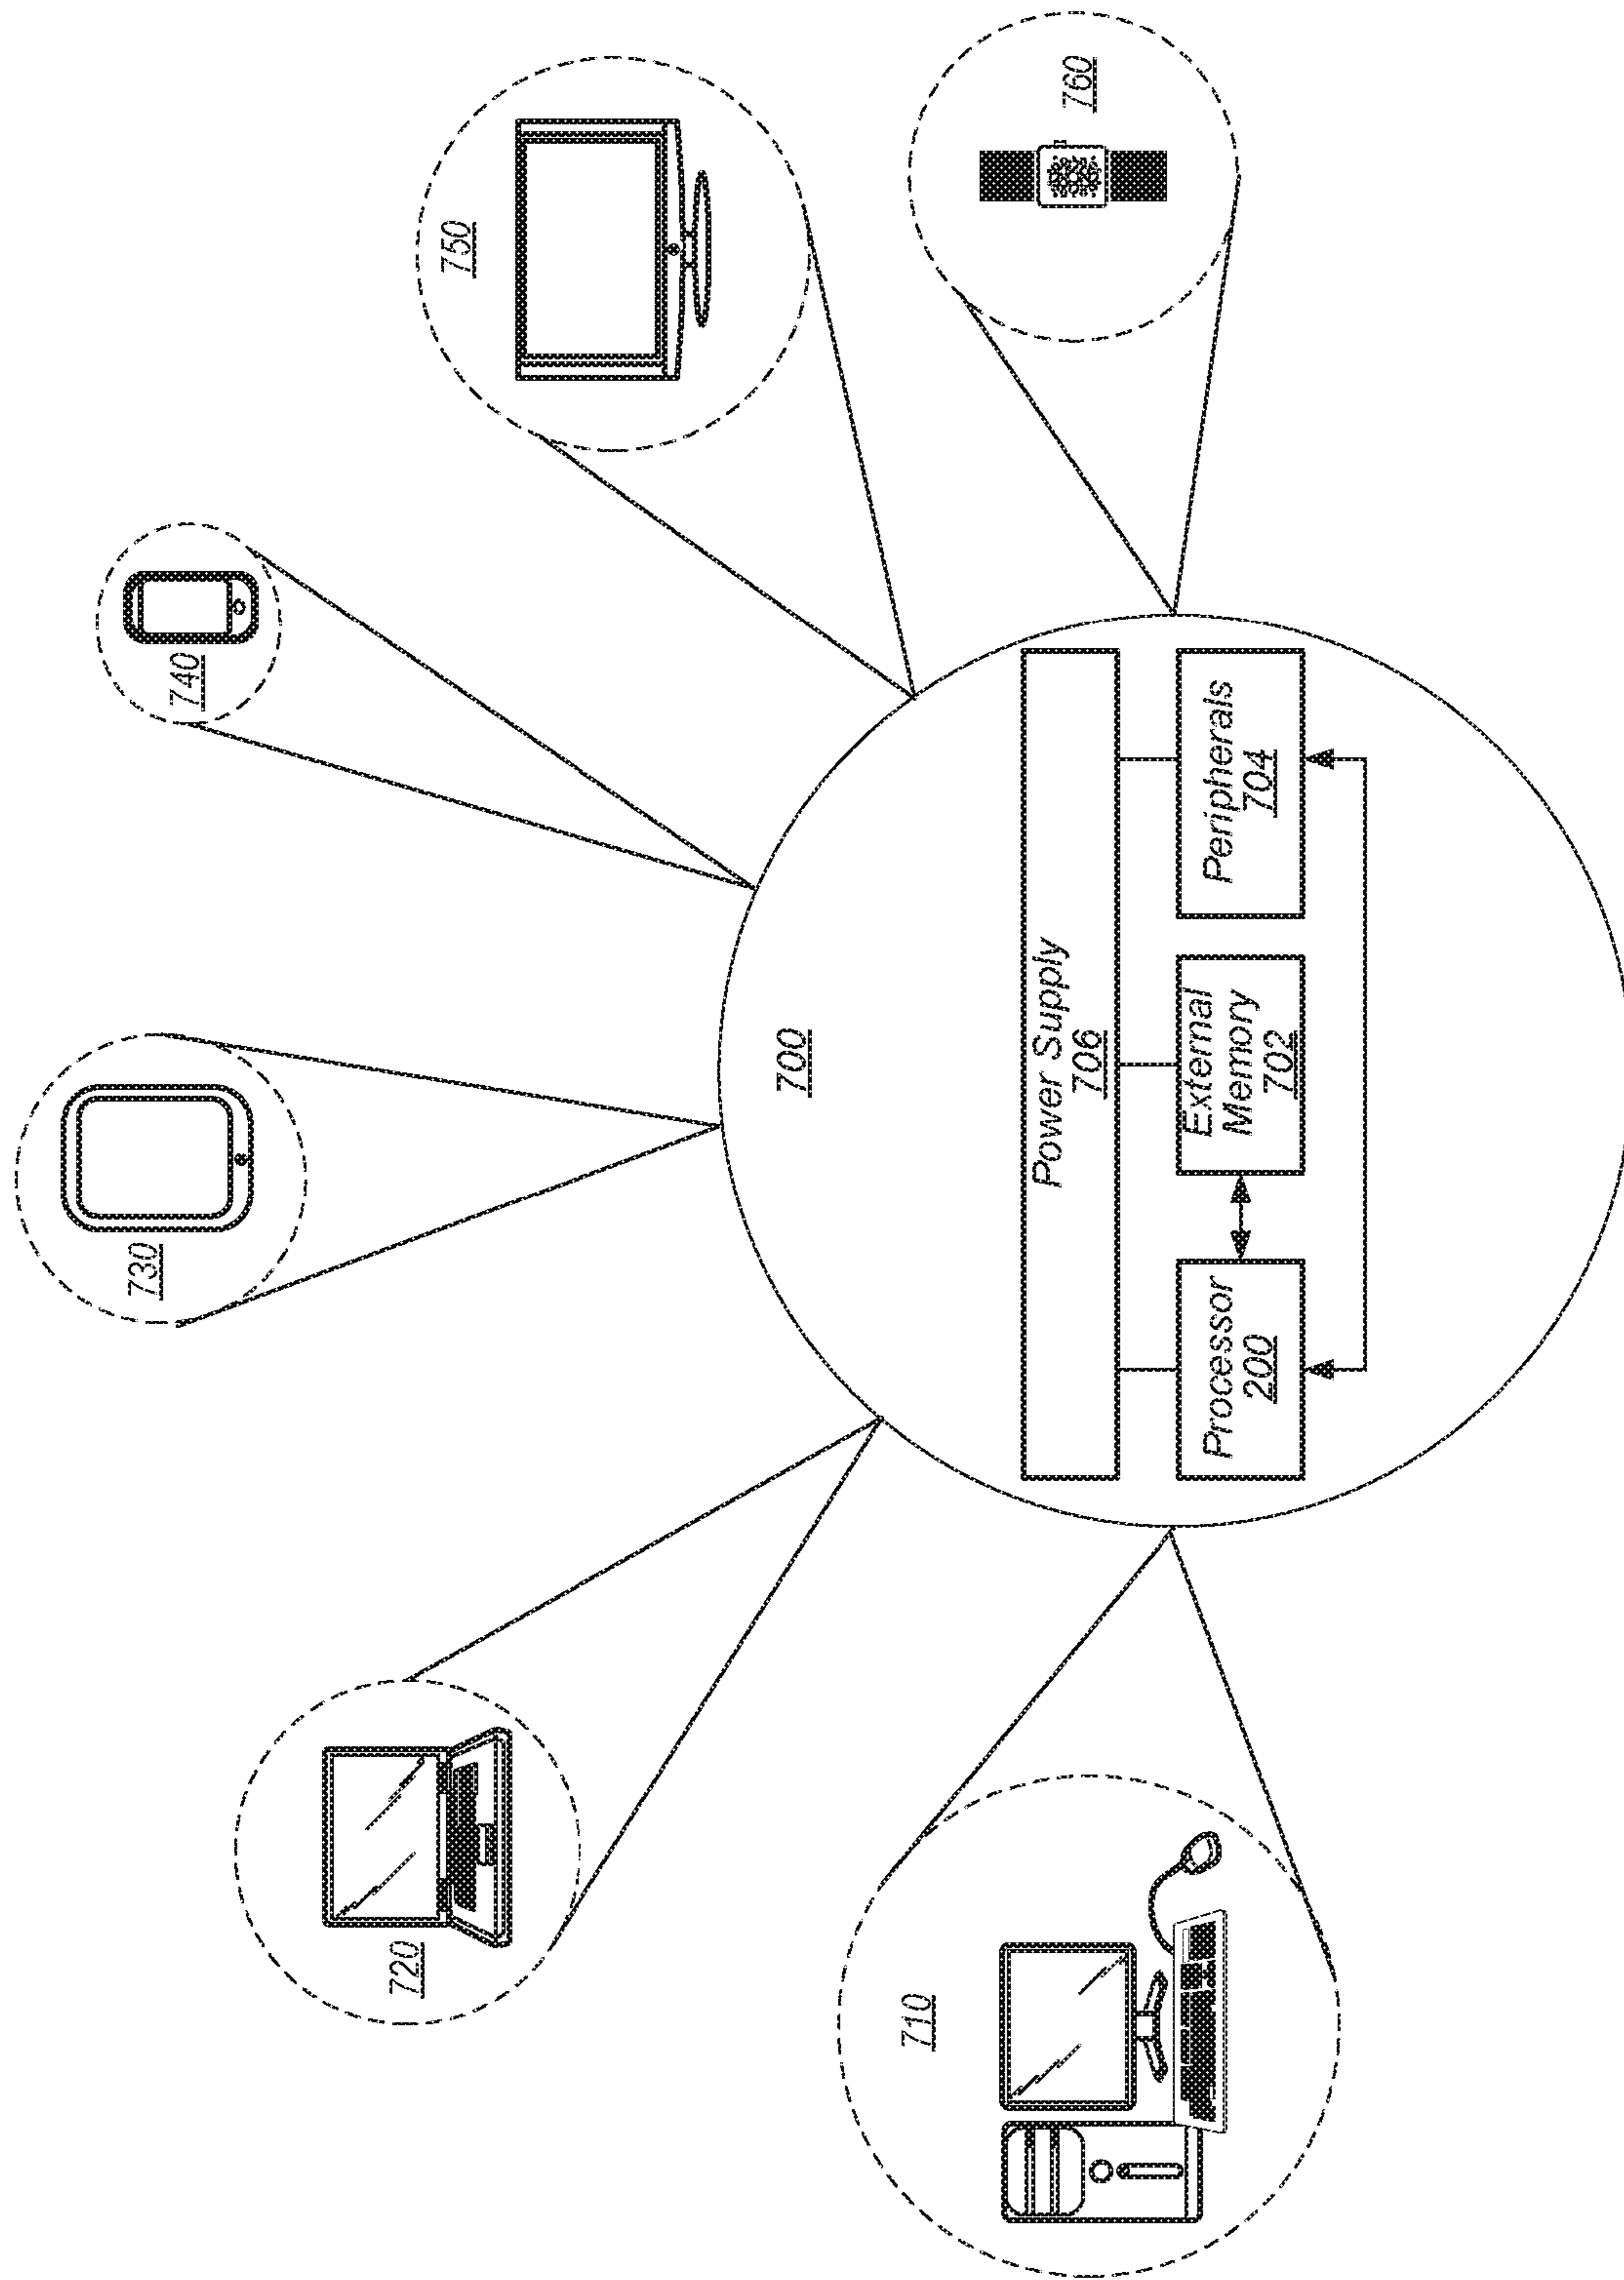 710
720
730
740
750
760
700
Power Supply
706
Processor
200
External
Memory
702
Peripherals
704